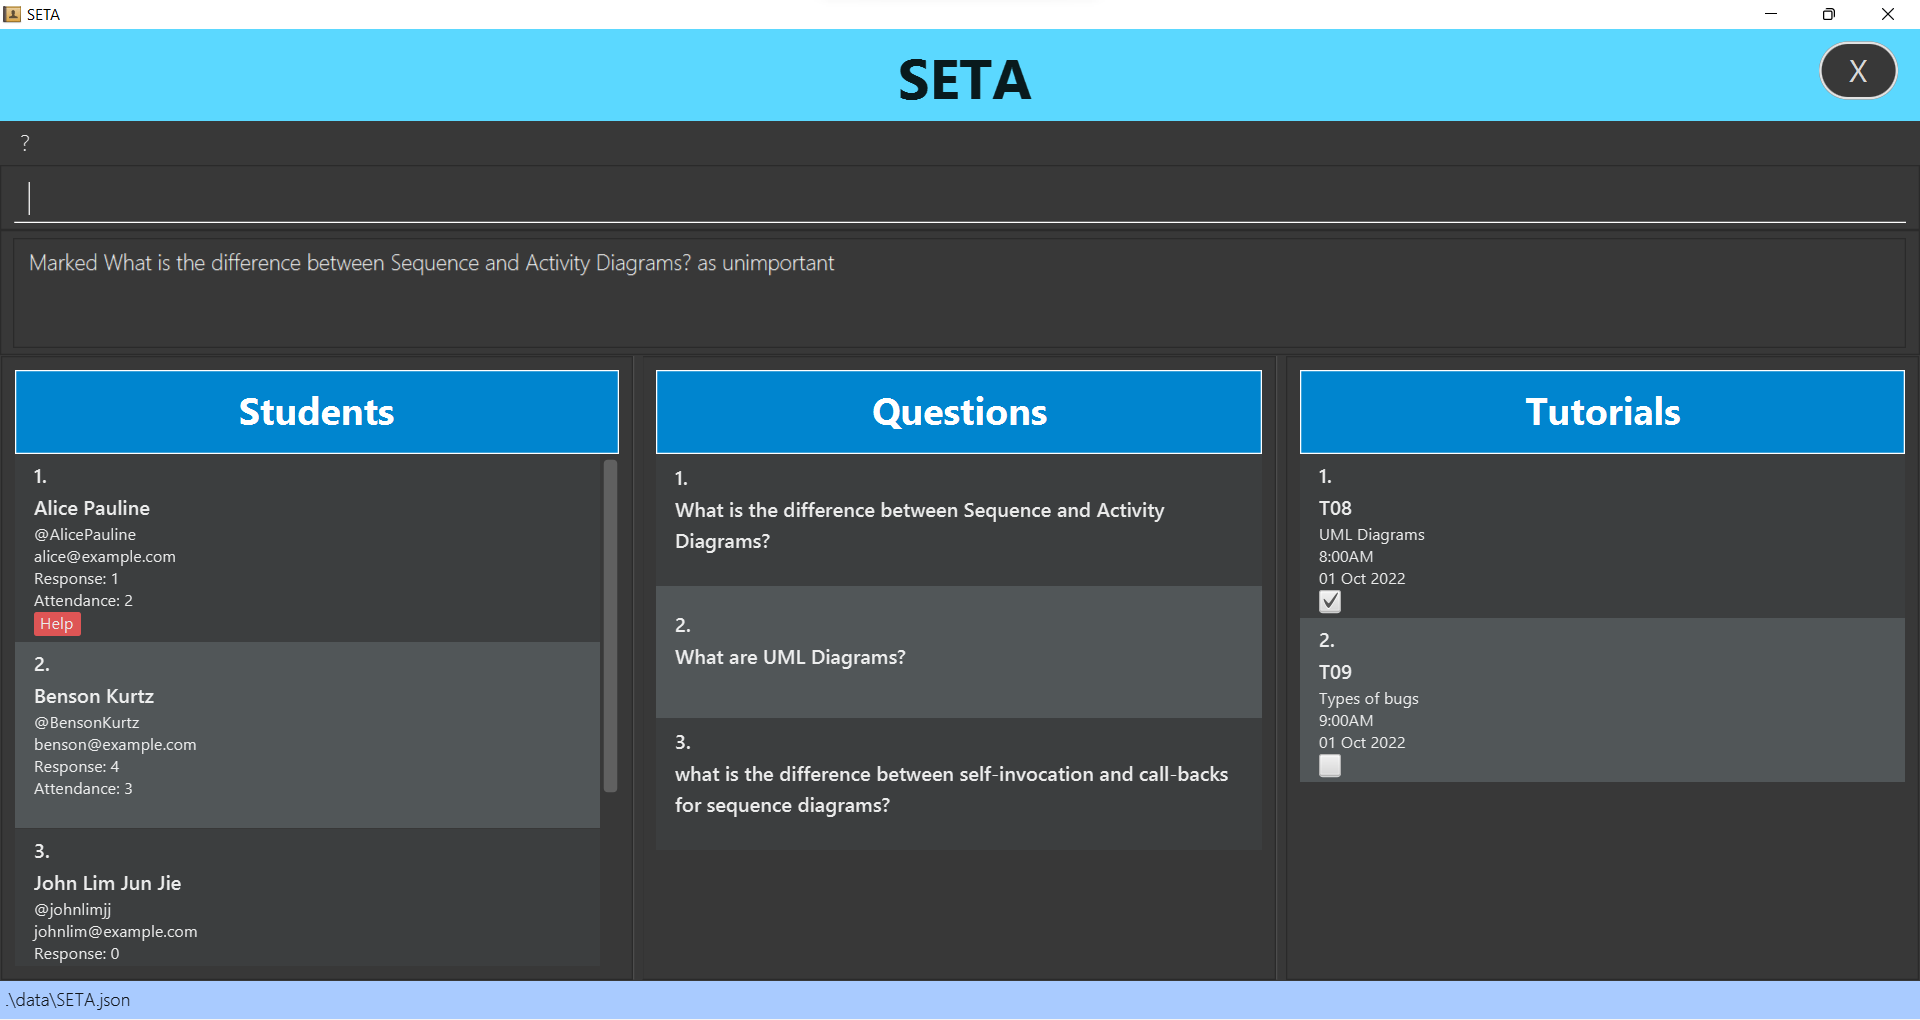 SETA
SETA
X
?
Marked What is the difference between Sequence and Activity Diagrams? as unimportant
Students
1.
Alice Pauline
@AlicePauline
alice@example.com
Response: 1
Attendance: 2
Help
2.
Benson Kurtz
@BensonKurtz
benson@example.com
Response: 4
Attendance: 3
3.
John Lim Jun Jie
@johnlimjj
johnlim@example.com
Response: 0
Questions
1.
What is the difference between Sequence and Activity
Diagrams?
2.
What are UML Diagrams?
3.
what is the difference between self-invocation and call-backs
for sequence diagrams?
Tutorials
1.
T08
UML Diagrams
8:00AM
01 Oct 2022
2.
T09
Types of bugs
9:00AM
01 Oct 2022
.\data\SETA.json